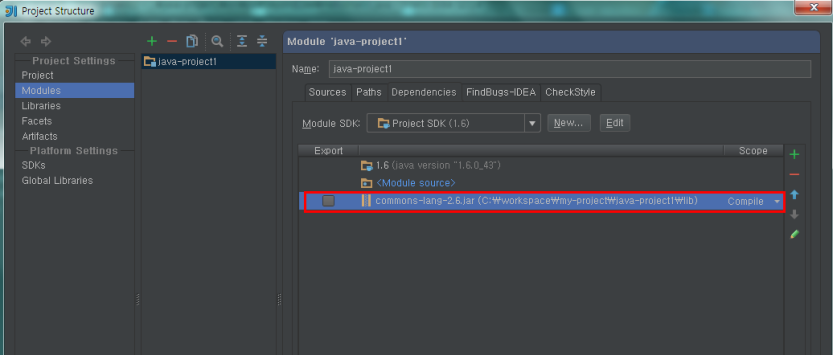 Project Structure
Project Settings
Project
Modules
Libraries
Facets
Artifacts
Platform Settings
SDKs
Global Libraries
java-project1
Module 'java-project1'
Name: java-project1
Sources Paths Dependencies FindBugs-IDEA CheckStyle
Module SDK: Project SDK (1.6) New... Edit
Export Scope
1.6 (java version "1.6.0_43")
<Module source>
commons-lang-2.6.jar (C:₩workspace₩my-project₩java-project1₩lib) Compile